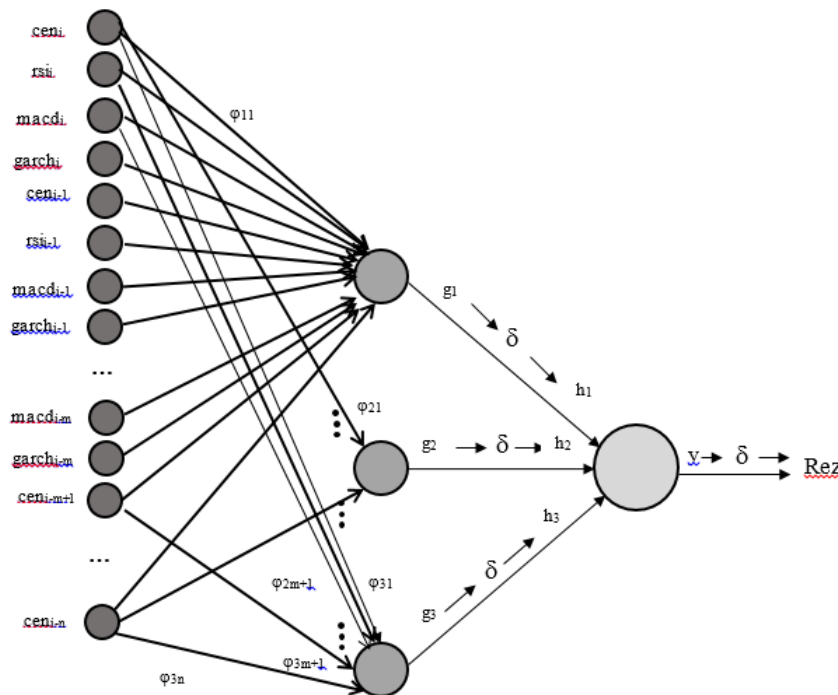 cenᵢ
rsiᵢ
macdᵢ
φ11
garchᵢ
cenᵢ₋₁
rsiᵢ₋₁
macdᵢ₋₁
g1
garchᵢ₋₁
δ
...
h1
macdᵢ₋ₘ
φ21
garchᵢ₋ₘ
g2 δ h2
y δ Rez
cenᵢ₋ₘ₊₁
h3
...
φ2m+1 φ31
δ
g3
cenᵢ₋ₙ
φ3m+1
φ3n